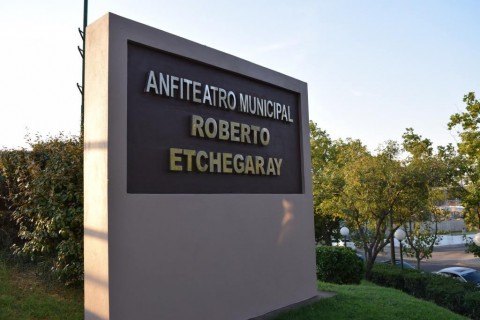 ANFITEATRO MUNICIPAL
ROBERTO
ETCHEGARAY